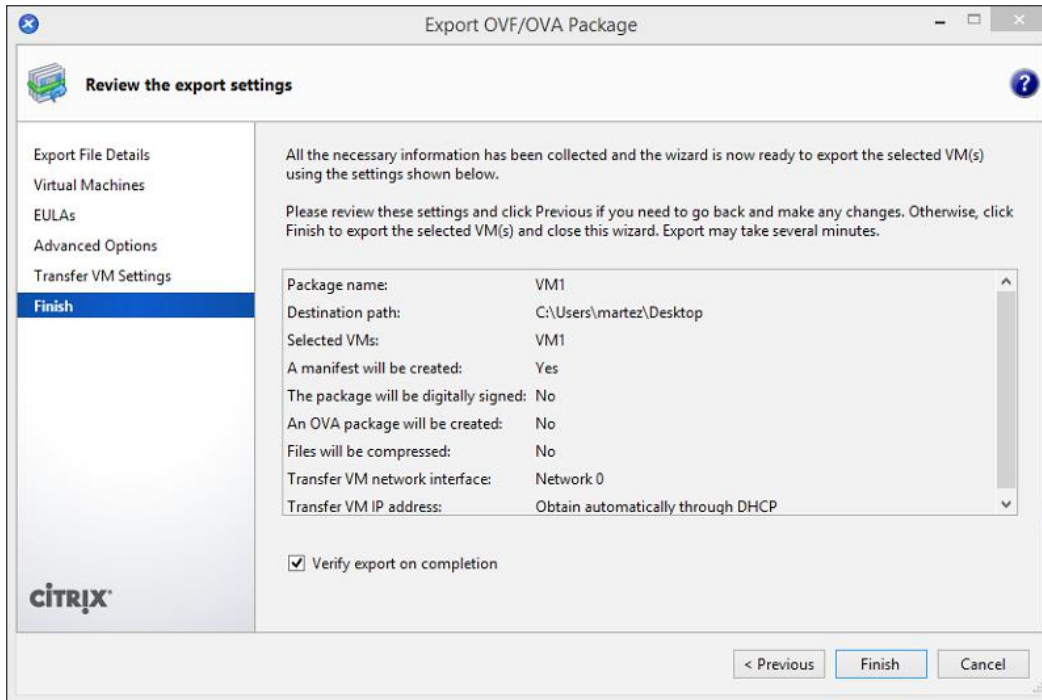 Export OVF/OVA Package
Review the export settings
?
Export File Details
Virtual Machines
EULAs
Advanced Options
Transfer VM Settings
Finish
CİTRİX
All the necessary information has been collected and the wizard is now ready to export the selected VM(s)
using the settings shown below.
Please review these settings and click Previous if you need to go back and make any changes. Otherwise, click
Finish to export the selected VM(s) and close this wizard. Export may take several minutes.
Package name: VM1
Destination path: C:\Users\martez\Desktop
Selected VMs: VM1
A manifest will be created: Yes
The package will be digitally signed: No
An OVA package will be created: No
Files will be compressed: No
Transfer VM network interface: Network 0
Transfer VM IP address: Obtain automatically through DHCP
Verify export on completion
< Previous Finish Cancel